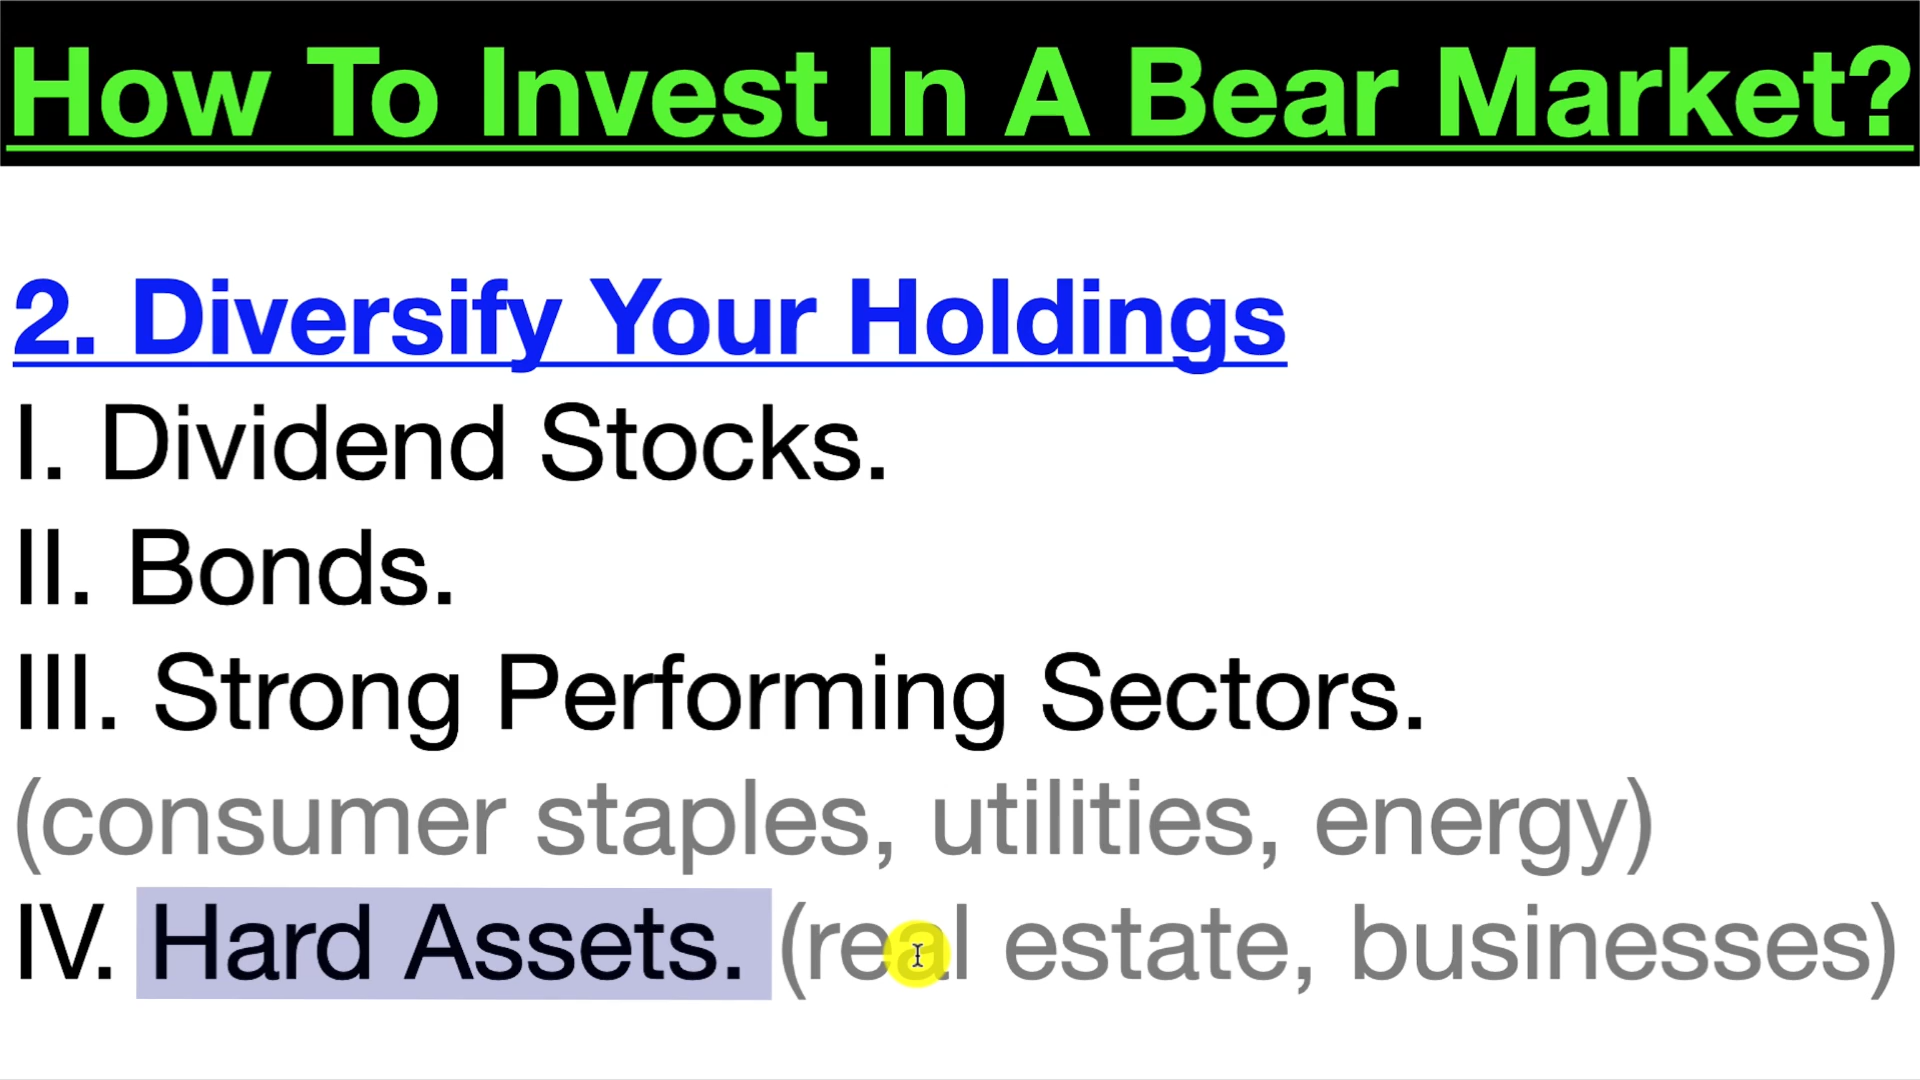 How To Invest In A Bear Market?
2. Diversify Your Holdings
I. Dividend Stocks.
II. Bonds.
III. Strong Performing Sectors.
(consumer staples, utilities, energy)
IV. Hard Assets. (real estate, businesses)